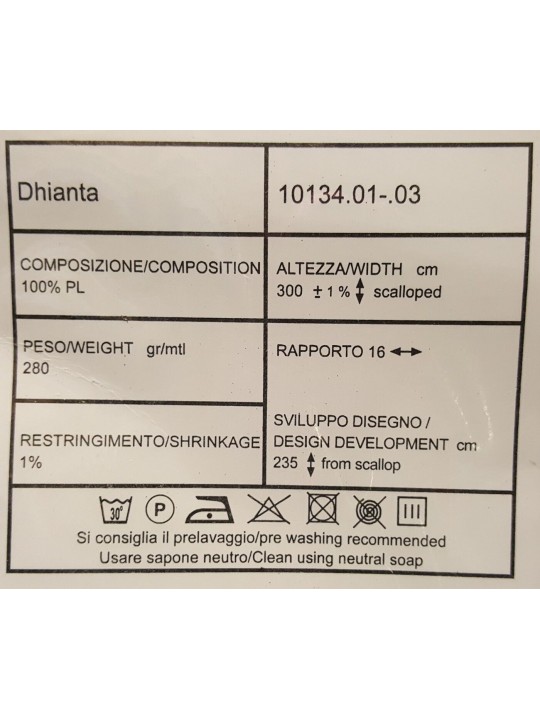 Dhianta
10134.01-.03
COMPOSIZIONE/COMPOSITION
100% PL
ALTEZZA/WIDTH cm
300 ±1% ↕ scalloped
PESO/WEIGHT gr/mtl
280
RAPPORTO 16 ↔
RESTRINGIMENTO/SHRINKAGE
1%
SVILUPPO DISEGNO /
DESIGN DEVELOPMENT cm
235 ↕ from scallop
30° P
Si consiglia il prelavaggio/pre washing recommended
Usare sapone neutro/Clean using neutral soap